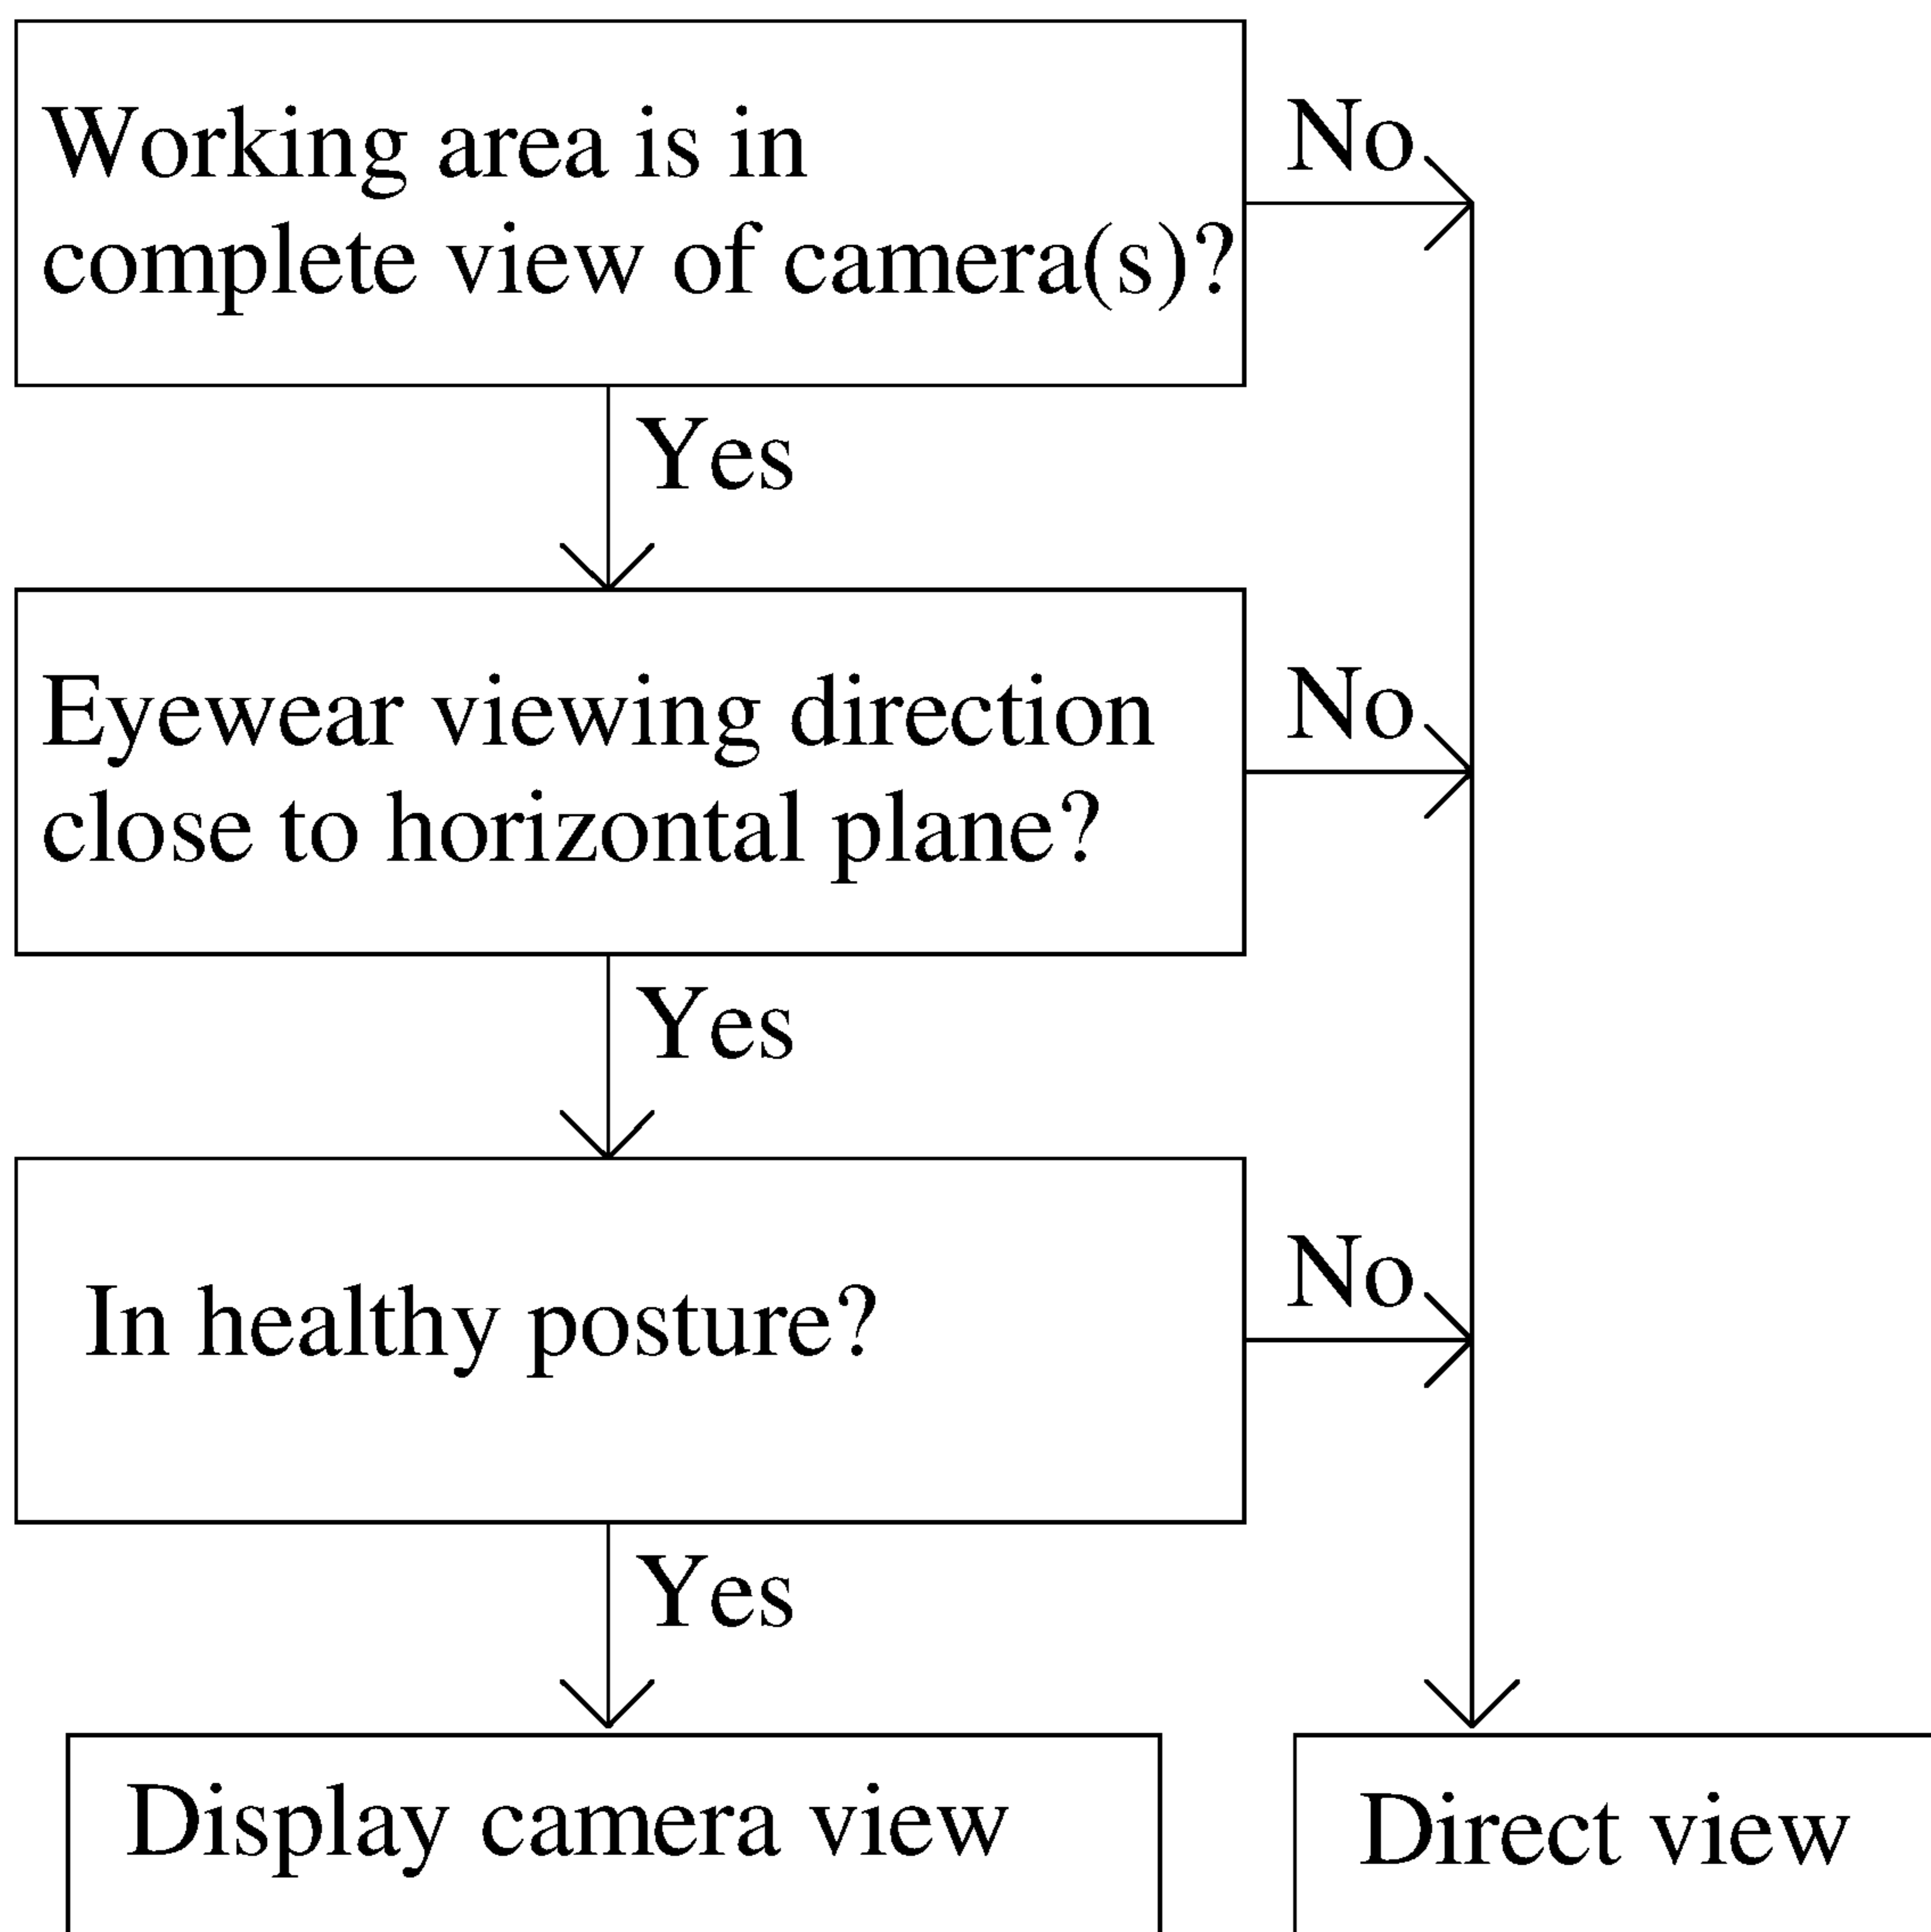 Working area is in
complete view of camera(s)?
No
Yes
Eyewear viewing direction
close to horizontal plane?
No
Yes
In healthy posture?
No
Yes
Display camera view
Direct view